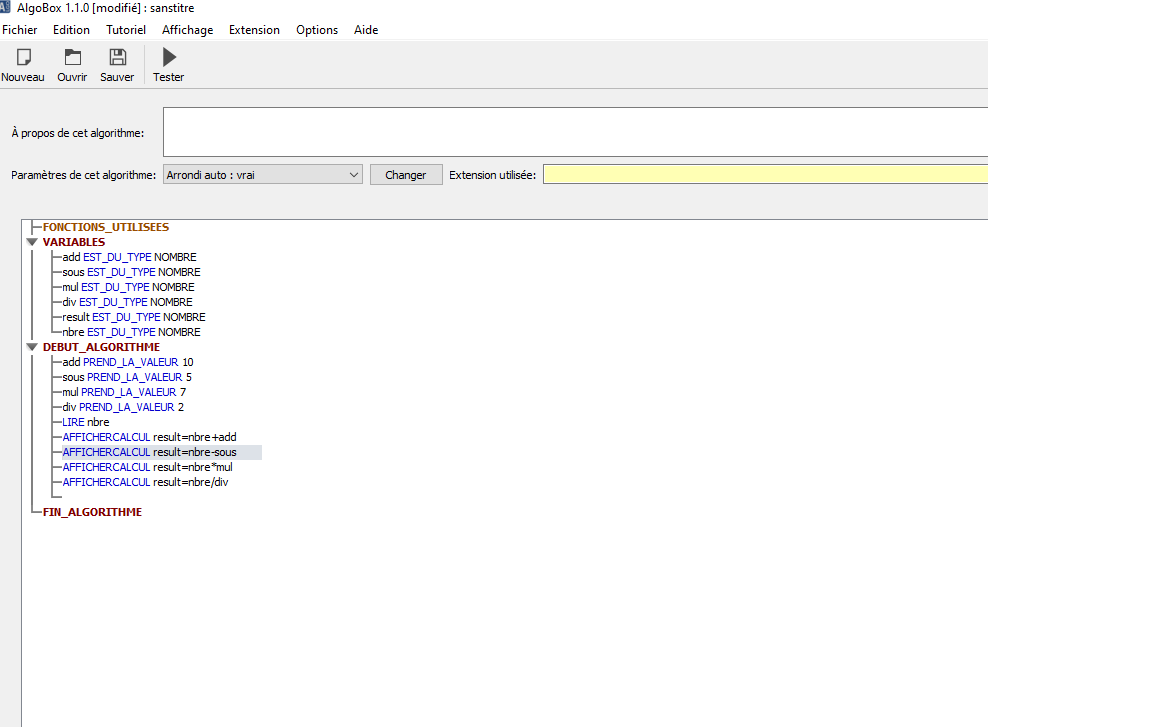 AlgoBox 1.1.0 [modifié] : sanstitre
Fichier Edition Tutoriel Affichage Extension Options Aide
Nouveau Ouvrir Sauver Tester
À propos de cet algorithme:
Paramètres de cet algorithme: Arrondi auto : vrai Changer Extension utilisée:
FONCTIONS_UTILISEES
VARIABLES
add EST_DU_TYPE NOMBRE
sous EST_DU_TYPE NOMBRE
mul EST_DU_TYPE NOMBRE
div EST_DU_TYPE NOMBRE
result EST_DU_TYPE NOMBRE
nbre EST_DU_TYPE NOMBRE
DEBUT_ALGORITHME
add PREND_LA_VALEUR 10
sous PREND_LA_VALEUR 5
mul PREND_LA_VALEUR 7
div PREND_LA_VALEUR 2
LIRE nbre
AFFICHERCALCUL result=nbre+add
AFFICHERCALCUL result=nbre-sous
AFFICHERCALCUL result=nbre*mul
AFFICHERCALCUL result=nbre/div
FIN_ALGORITHME